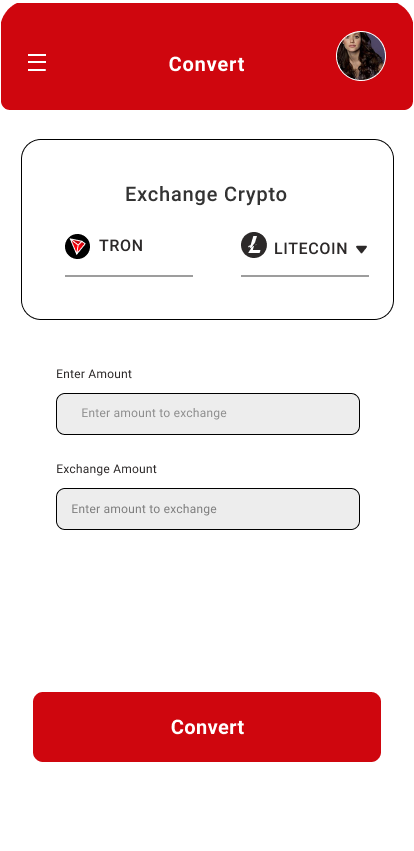 Convert
Exchange Crypto
TRON LITECOIN
Enter Amount
Enter amount to exchange
Exchange Amount
Enter amount to exchange
Convert